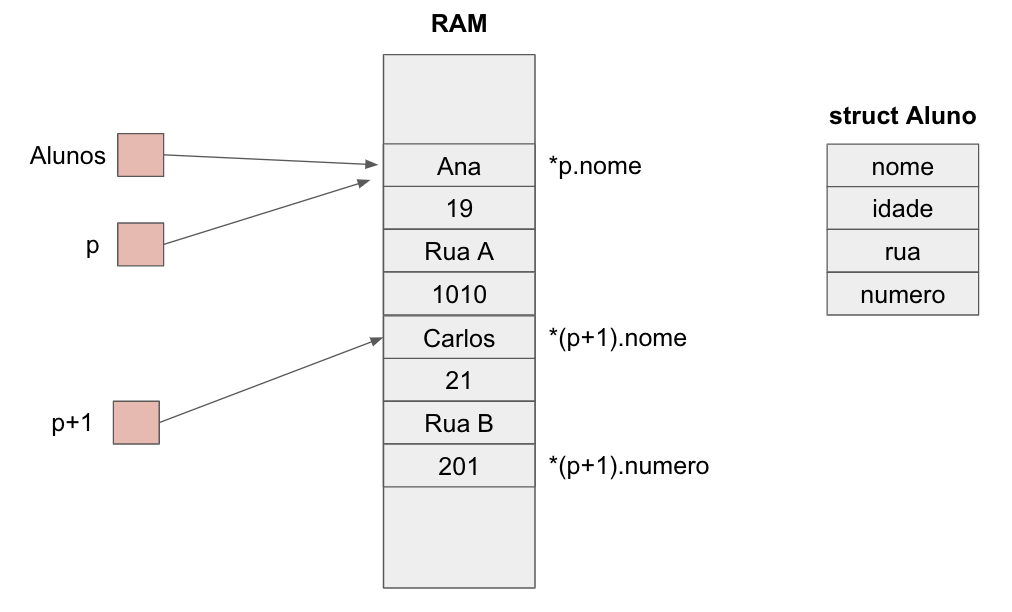 RAM
struct Aluno
Alunos
p
p+1
Ana
19
Rua A
1010
Carlos
21
Rua B
201
*p.nome
*(p+1).nome
*(p+1).numero
nome
idade
rua
numero